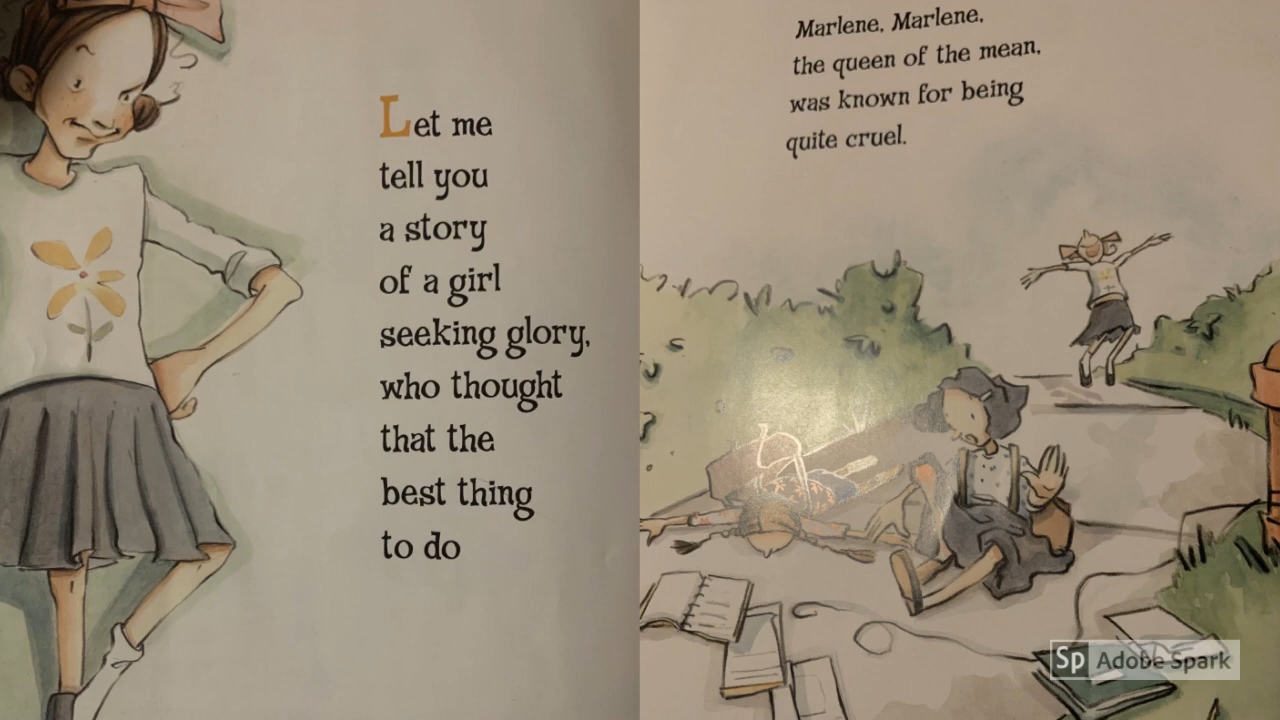 Let me
tell you
a story
of a girl
seeking glory,
who thought
that the
best thing
to do
Marlene, Marlene,
the queen of the mean,
was known for being
quite cruel.
Sp Adobe Spark